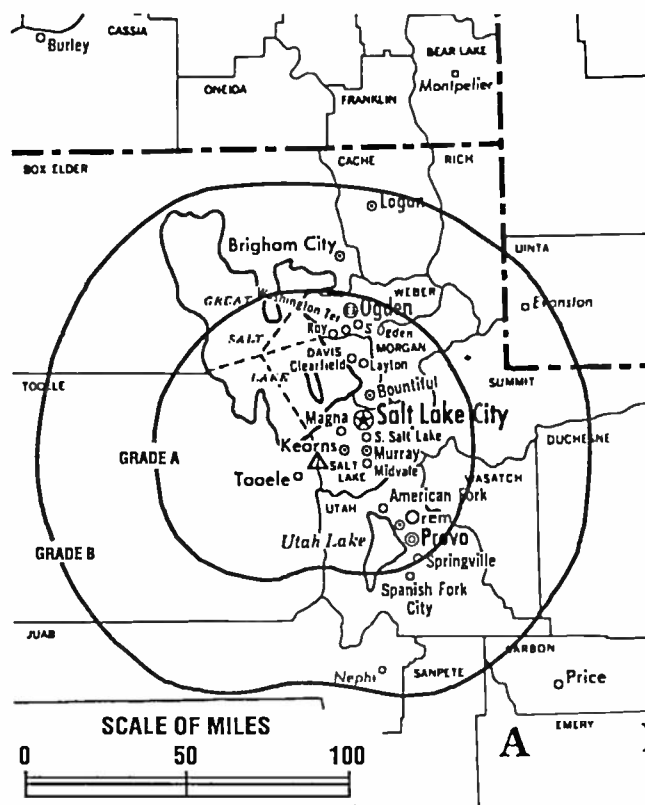 CASSIA
Burley
BEAR LAKE
Montpelier
ONEIDA
FRANKLIN
BOX ELDER
CACHE
RICH
Logan
Brigham City
UINTA
Evanston
GREAT
Washington Ter
WEBER
Ogden
Roy
S Ogden
SALT
MORGAN
DAVIS
Clearfield
Layton
LAKE
TOOELE
SUMMIT
Bountiful
Salt Lake City
Magna
S. Salt Lake
DUCHESNE
GRADE A
Kearns
Murray
SALT
LAKE
Midvale
WASATCH
Tooele
UTAH
American Fork
Orem
Utah Lake
Provo
GRADE B
Springville
Spanish Fork
City
JUAB
CARBON
Nephi
SANPETE
Price
EMERY
SCALE OF MILES
A
0 50 100